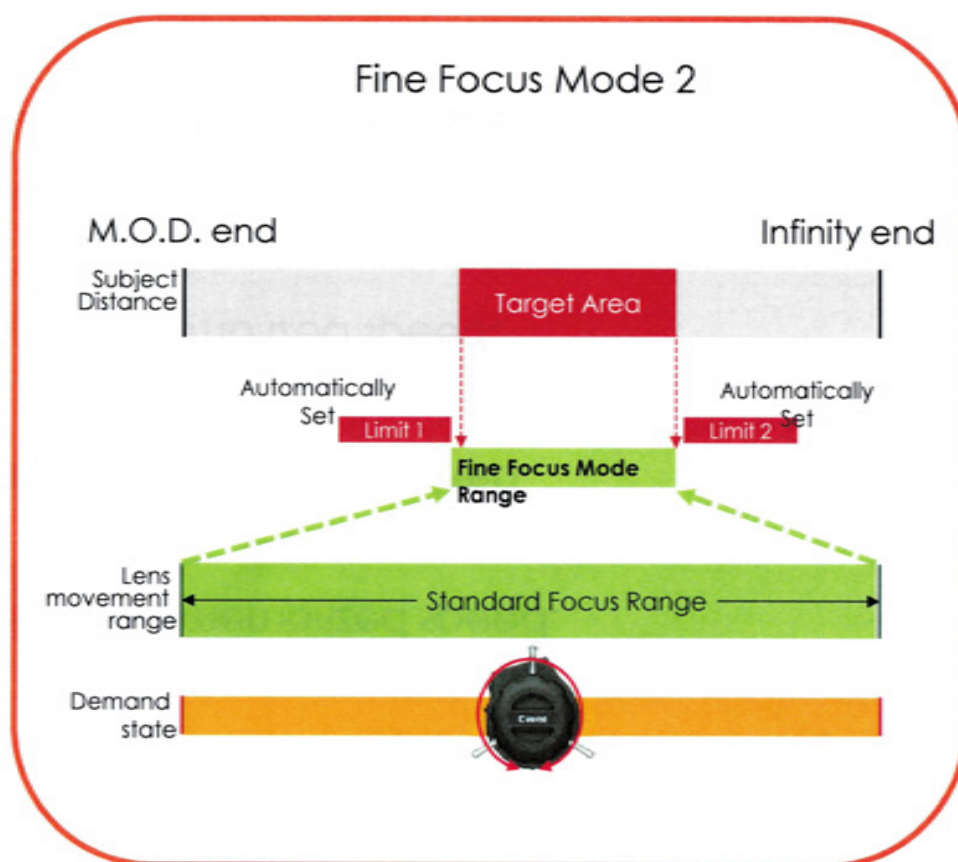 Fine Focus Mode 2
M.O.D. end
Infinity end
Subject
Distance
Target Area
Automatically
Set
Limit 1
Automatically
Set
Limit 2
Fine Focus Mode
Range
Lens
movement
range
Standard Focus Range
Demand
state
Canon